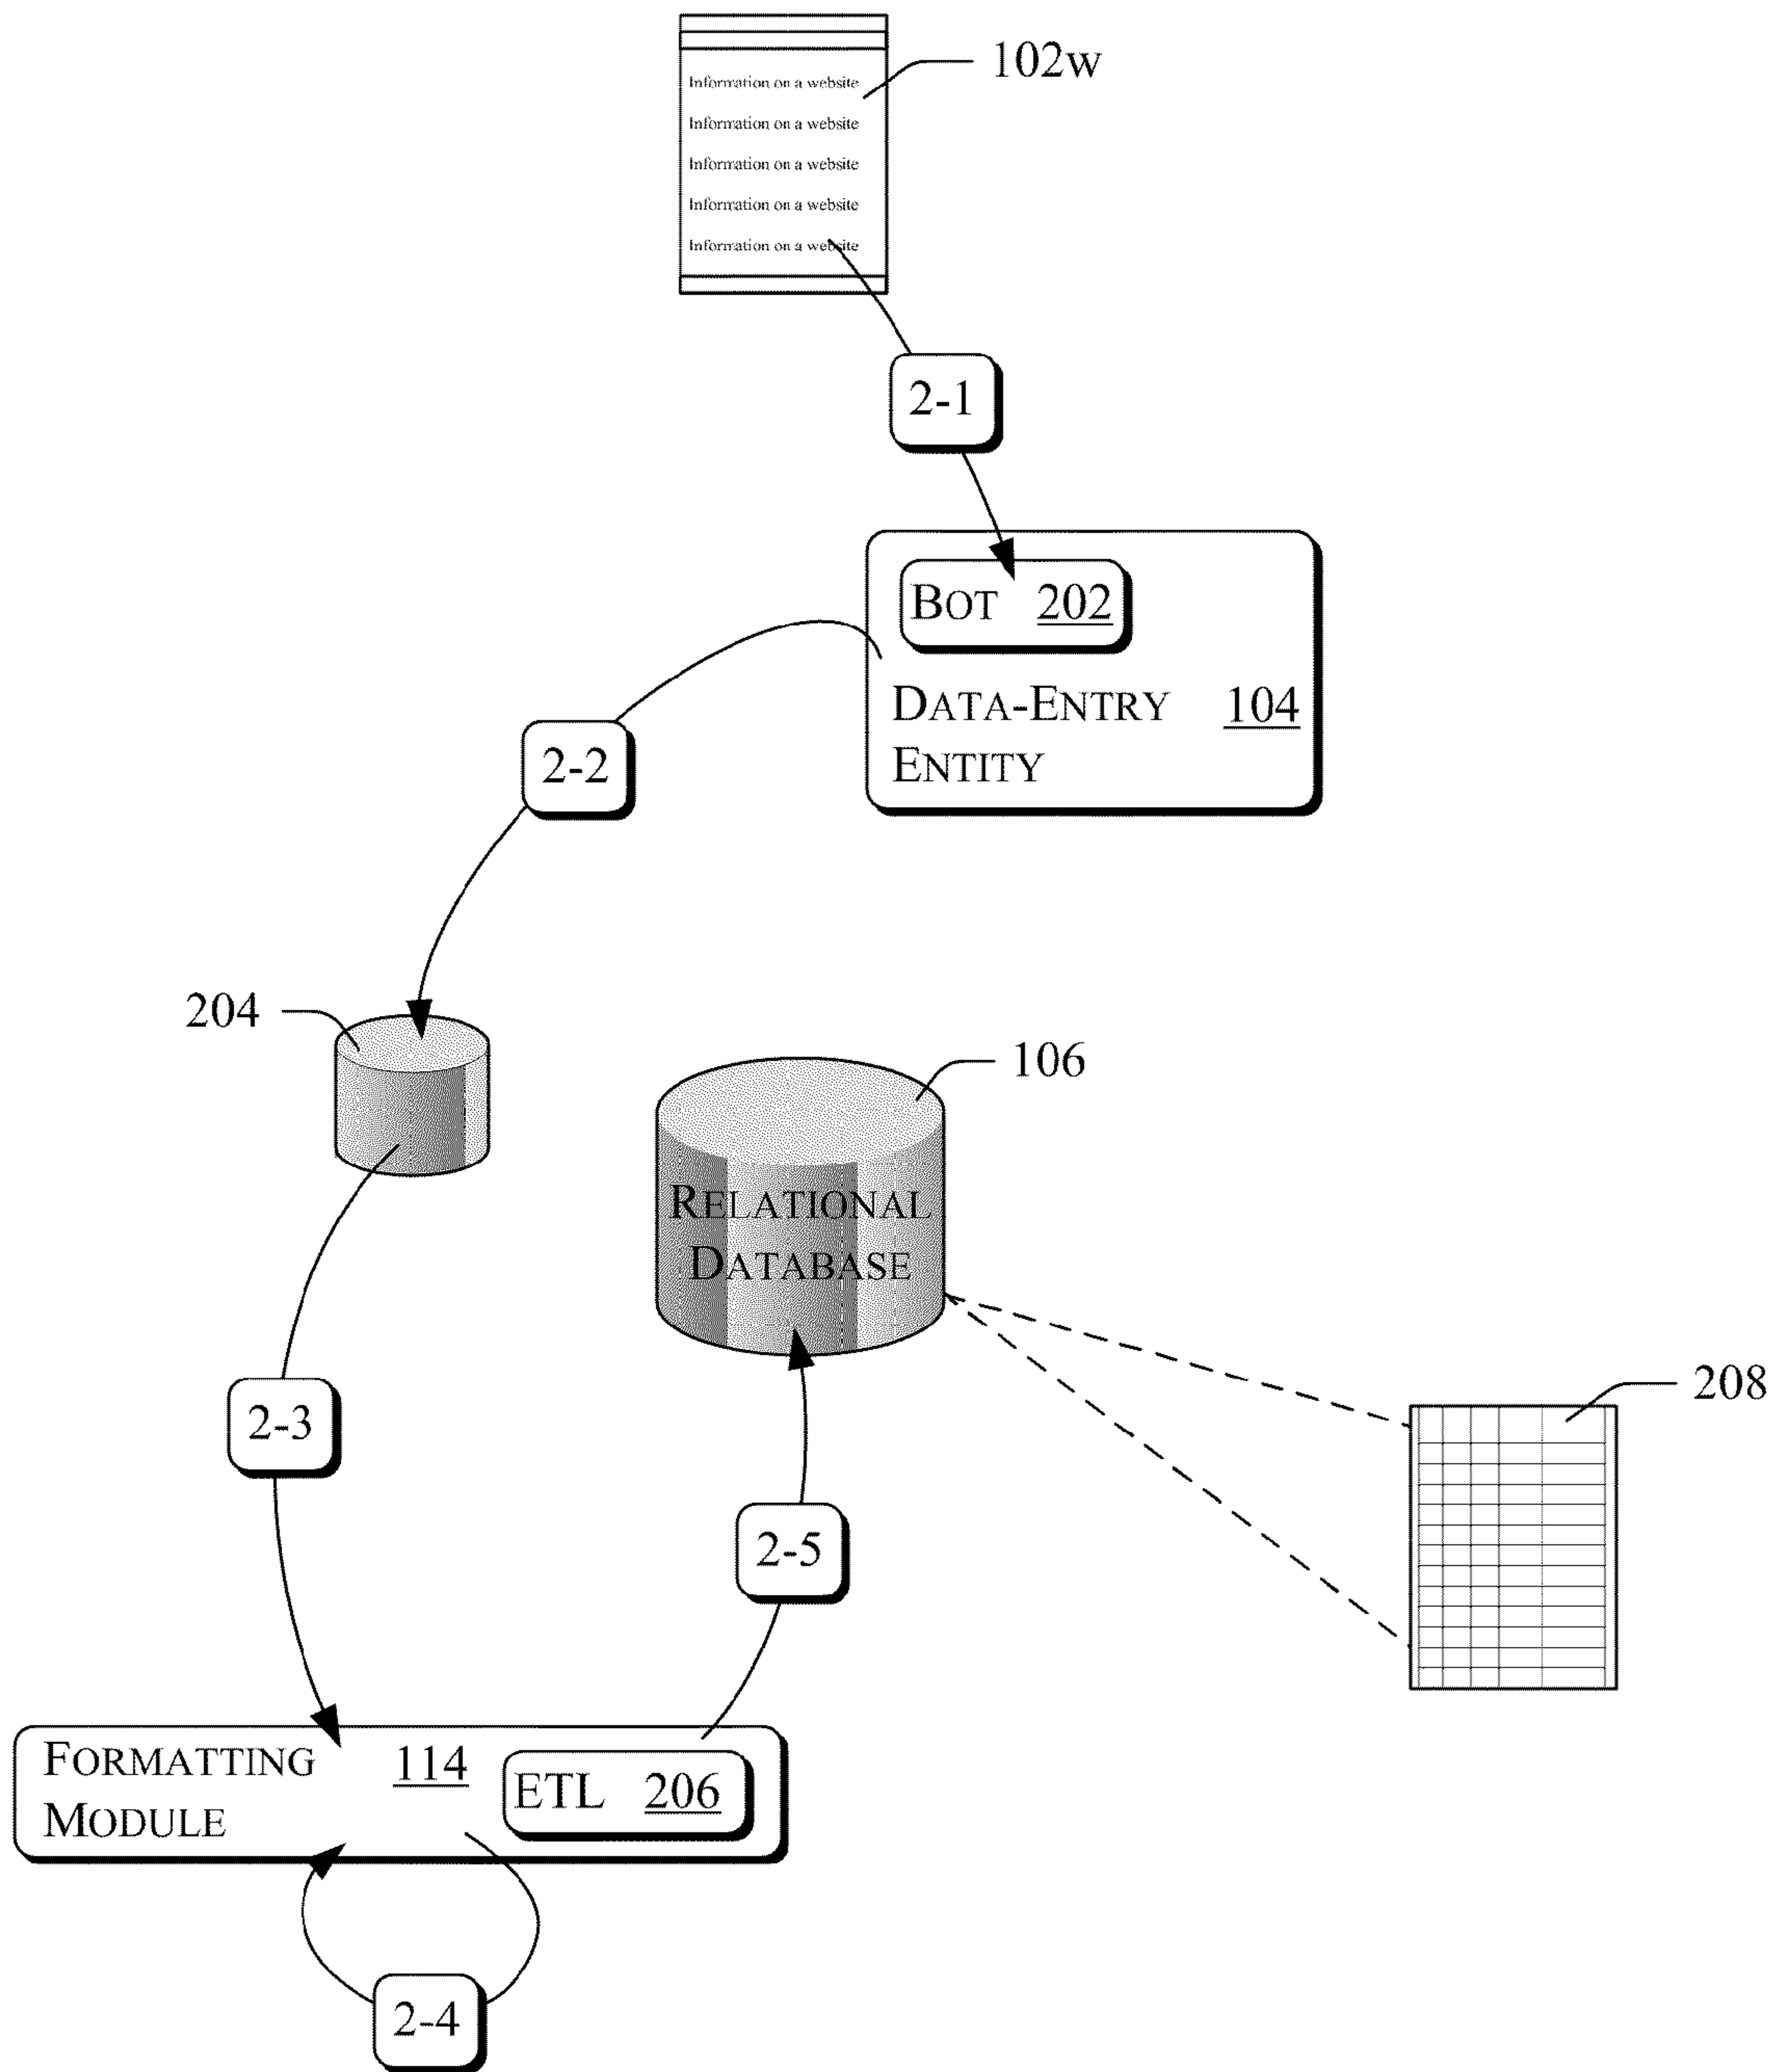 102w
Information on a website
Information on a website
Information on a website
Information on a website
Information on a website
2-1
BOT 202
DATA-ENTRY 104
ENTITY
2-2
204
106
RELATIONAL
DATABASE
208
2-3
2-5
FORMATTING 114
MODULE
ETL 206
2-4